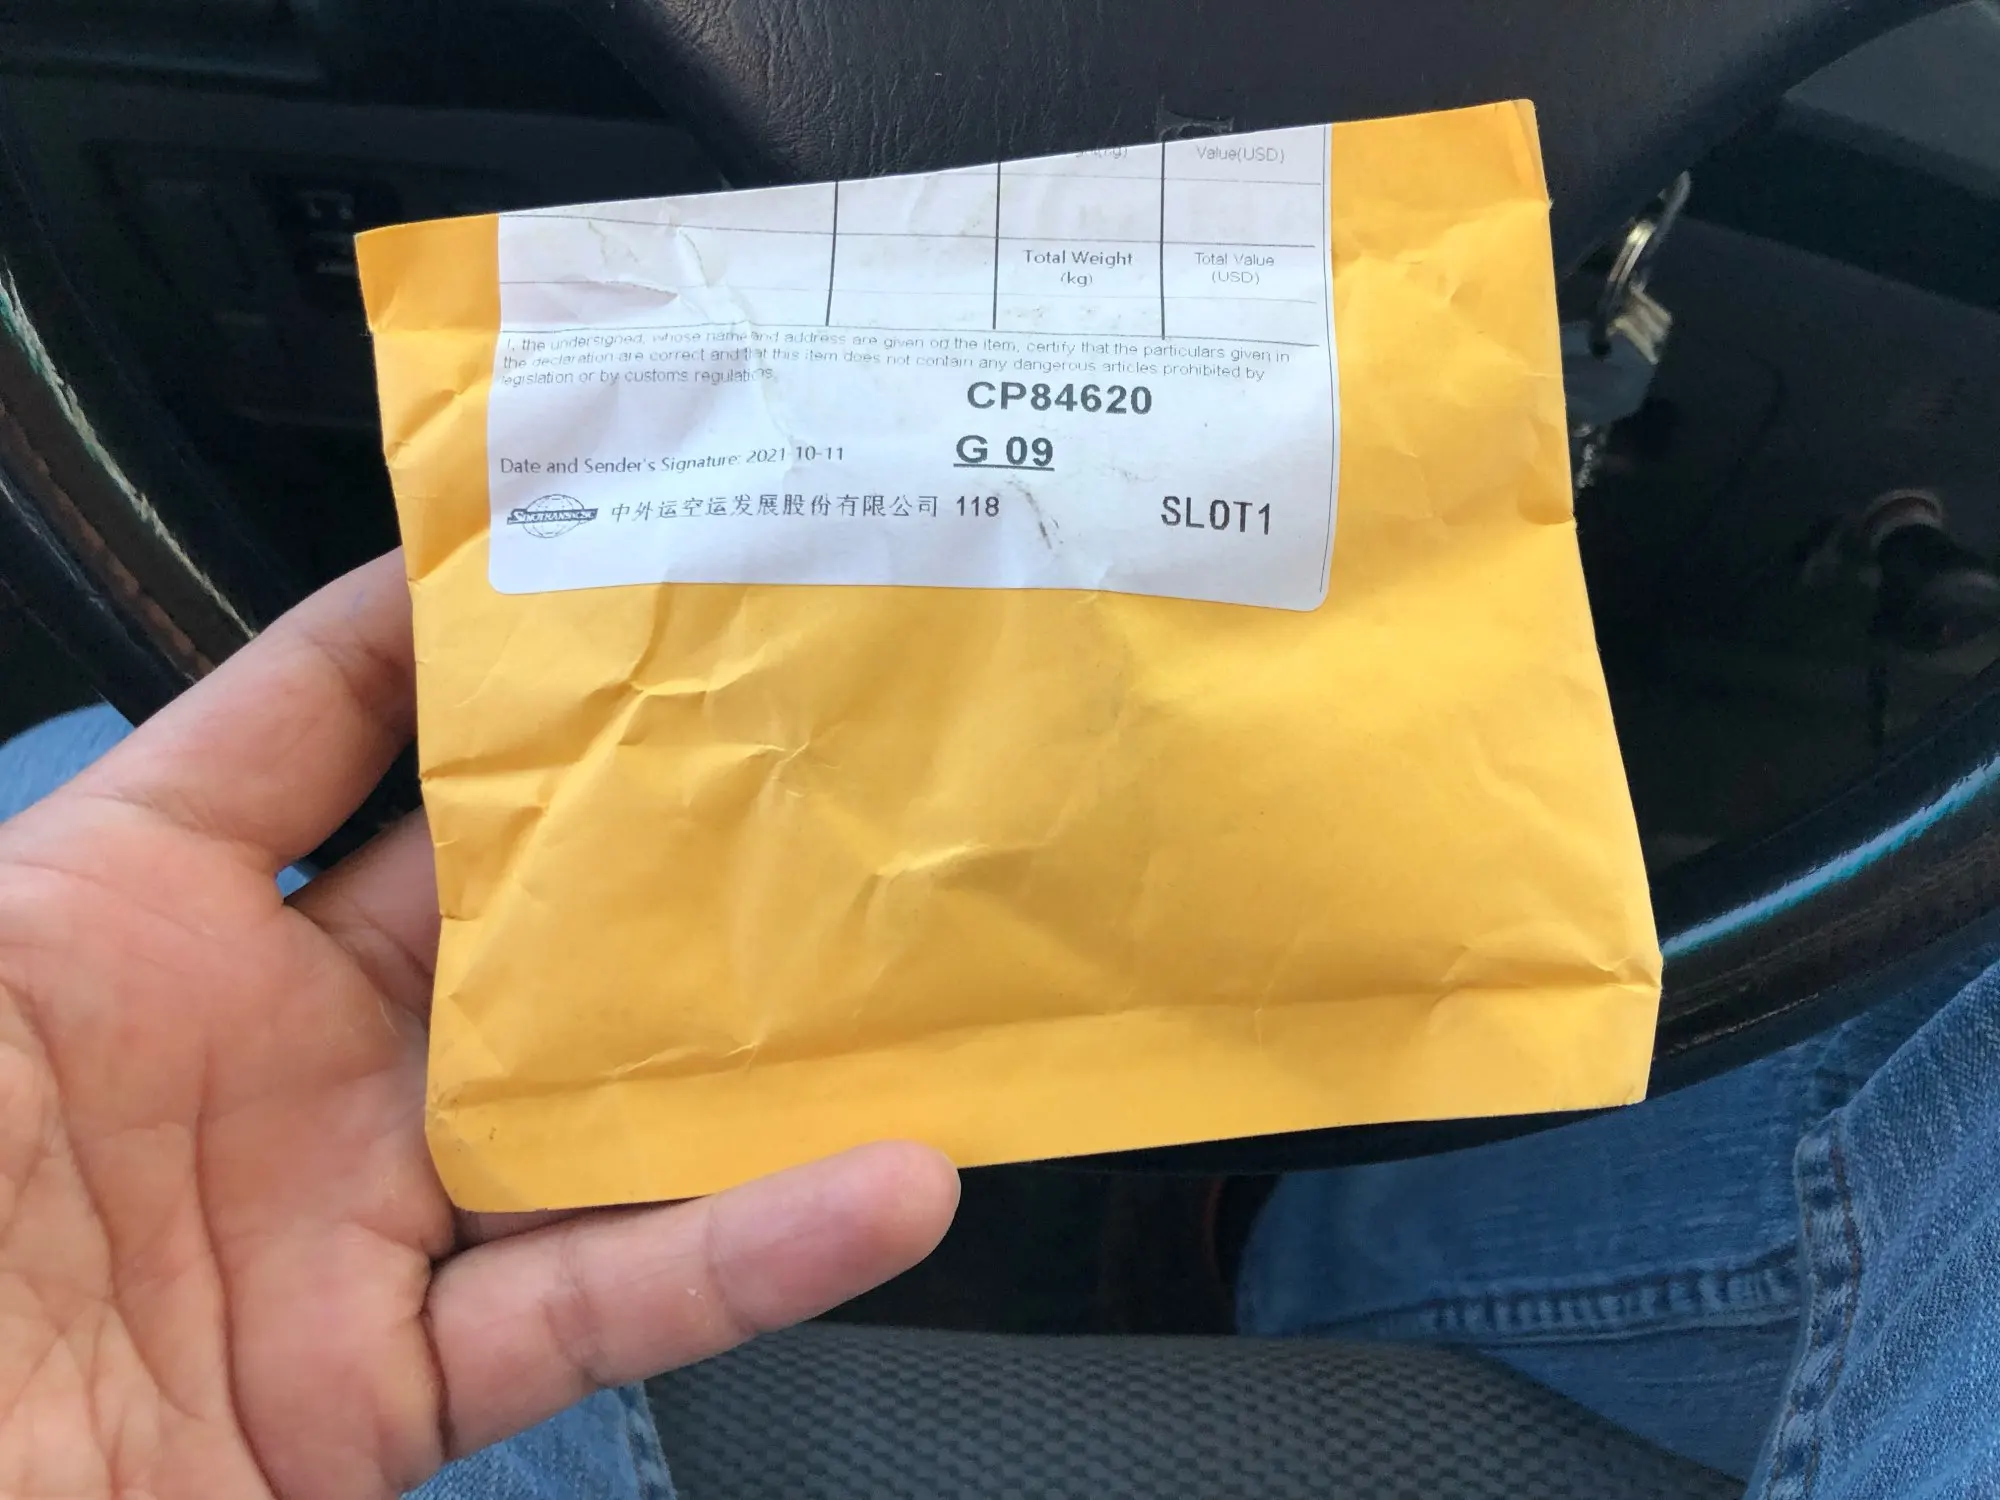 Value(USD)
Total Weight
(kg)
Total Value
(USD)
I, the undersigned, whose name and address are given on the item, certify that the particulars given in
the declaration are correct and that this item does not contain any dangerous articles prohibited by
legislation or by customs regulations.
CP84620
G 09
Date and Sender's Signature: 2021-10-11
SINOTRANS
中外运空运发展股份有限公司 118
SLOT1